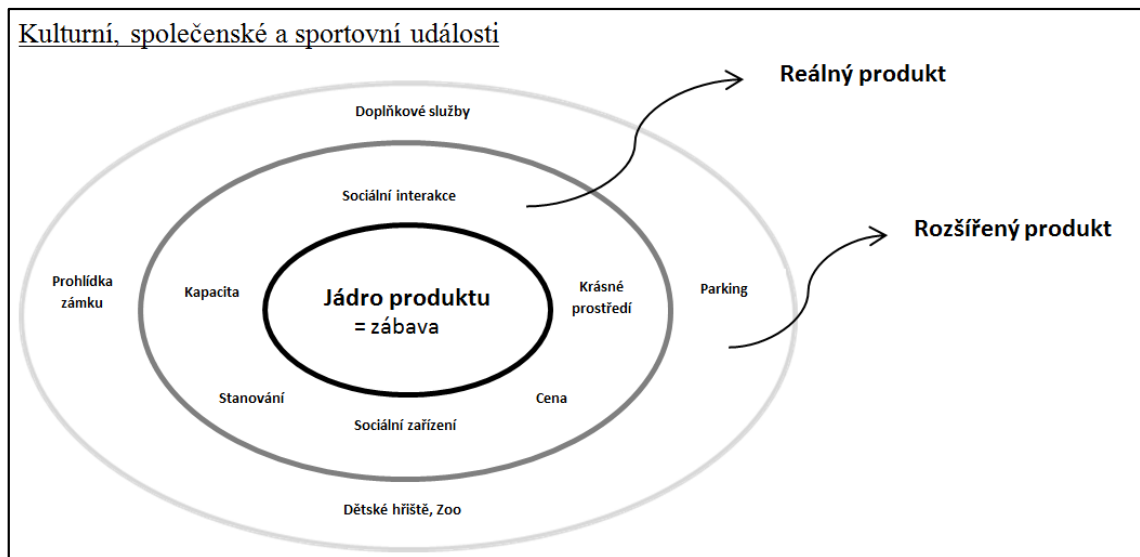 Kulturní, společenské a sportovní události
Reálný produkt
Doplňkové služby
Sociální interakce
Rozšířený produkt
Prohlídka
zámku
Kapacita
Jádro produktu
= zábava
Krásné
prostředí
Parking
Stanování
Cena
Sociální zařízení
Dětské hřiště, Zoo